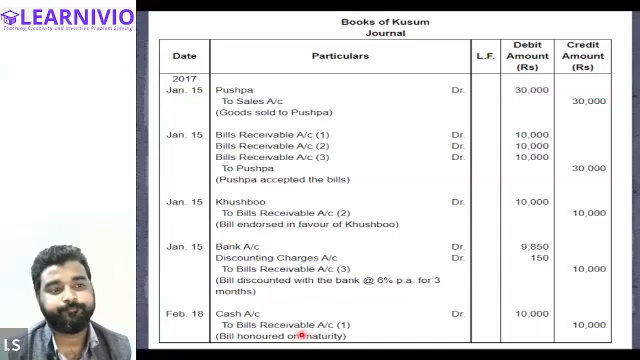 LEARNIVIO
Teaching Creativity and Inventive Problem Solving
Books of Kusum
Journal
Date Particulars L.F. Debit Amount (Rs) Credit Amount (Rs)
2017
Jan. 15 Pushpa Dr. 30,000
To Sales A/c 30,000
(Goods sold to Pushpa)
Jan. 15 Bills Receivable A/c (1) Dr. 10,000
Bills Receivable A/c (2) Dr. 10,000
Bills Receivable A/c (3) Dr. 10,000
To Pushpa 30,000
(Pushpa accepted the bills)
Jan. 15 Khushboo Dr. 10,000
To Bills Receivable A/c (2) 10,000
(Bill endorsed in favour of Khushboo)
Jan. 15 Bank A/c Dr. 9,850
Discounting Charges A/c Dr. 150
To Bills Receivable A/c (3) 10,000
(Bill discounted with the bank @ 6% p.a. for 3
months)
Feb. 18 Cash A/c Dr. 10,000
To Bills Receivable A/c (1) 10,000
(Bill honoured on maturity)
I.S